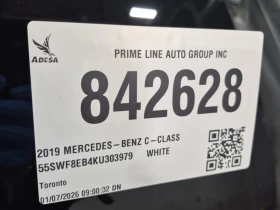 ADESA
PRIME LINE AUTO GROUP INC
842628
2019 MERCEDES-BENZ C-CLASS
55SWF8EB4KU303979 WHITE
Toronto
01/07/2026 09:00:32 DN